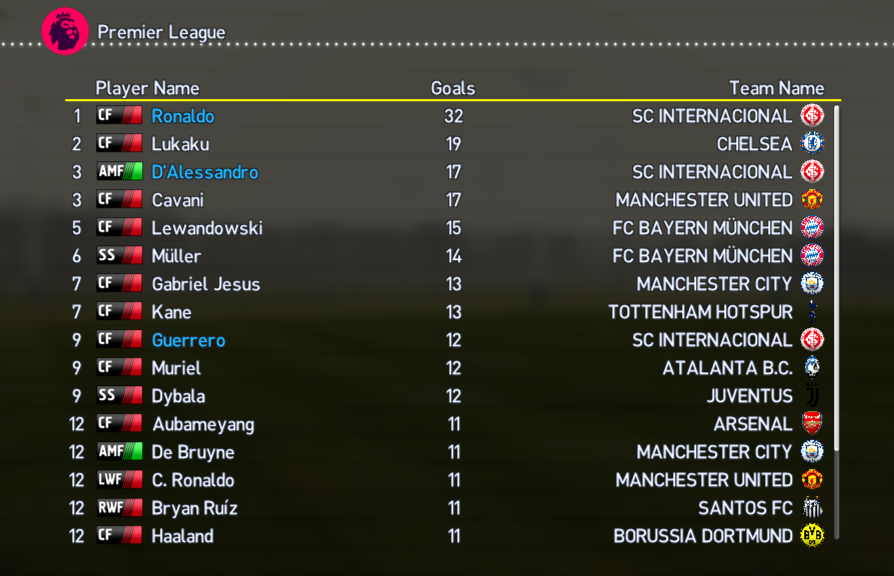 Premier League
Player Name Goals Team Name
1 CF Ronaldo 32 SC INTERNACIONAL
2 CF Lukaku 19 CHELSEA
3 AMF D'Alessandro 17 SC INTERNACIONAL
3 CF Cavani 17 MANCHESTER UNITED
5 CF Lewandowski 15 FC BAYERN MÜNCHEN
6 SS Müller 14 FC BAYERN MÜNCHEN
7 CF Gabriel Jesus 13 MANCHESTER CITY
7 CF Kane 13 TOTTENHAM HOTSPUR
9 CF Guerrero 12 SC INTERNACIONAL
9 CF Muriel 12 ATALANTA B.C.
9 SS Dybala 12 JUVENTUS
12 CF Aubameyang 11 ARSENAL
12 AMF De Bruyne 11 MANCHESTER CITY
12 LWF C. Ronaldo 11 MANCHESTER UNITED
12 RWF Bryan Ruíz 11 SANTOS FC
12 CF Haaland 11 BORUSSIA DORTMUND